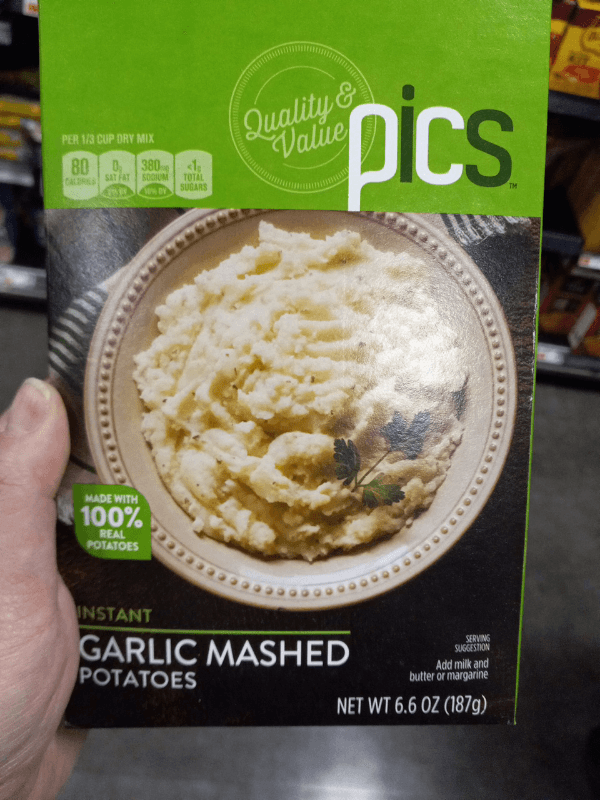 Quality &
Value
pics
TM
PER 1/3 CUP DRY MIX
80
CALORIES
0g
SAT FAT
0% DV
380mg
SODIUM
<1g
TOTAL
SUGARS
MADE WITH
100%
REAL
POTATOES
INSTANT
GARLIC MASHED
POTATOES
SERVING
SUGGESTION
Add milk and
butter or margarine
NET WT 6.6 OZ (187g)